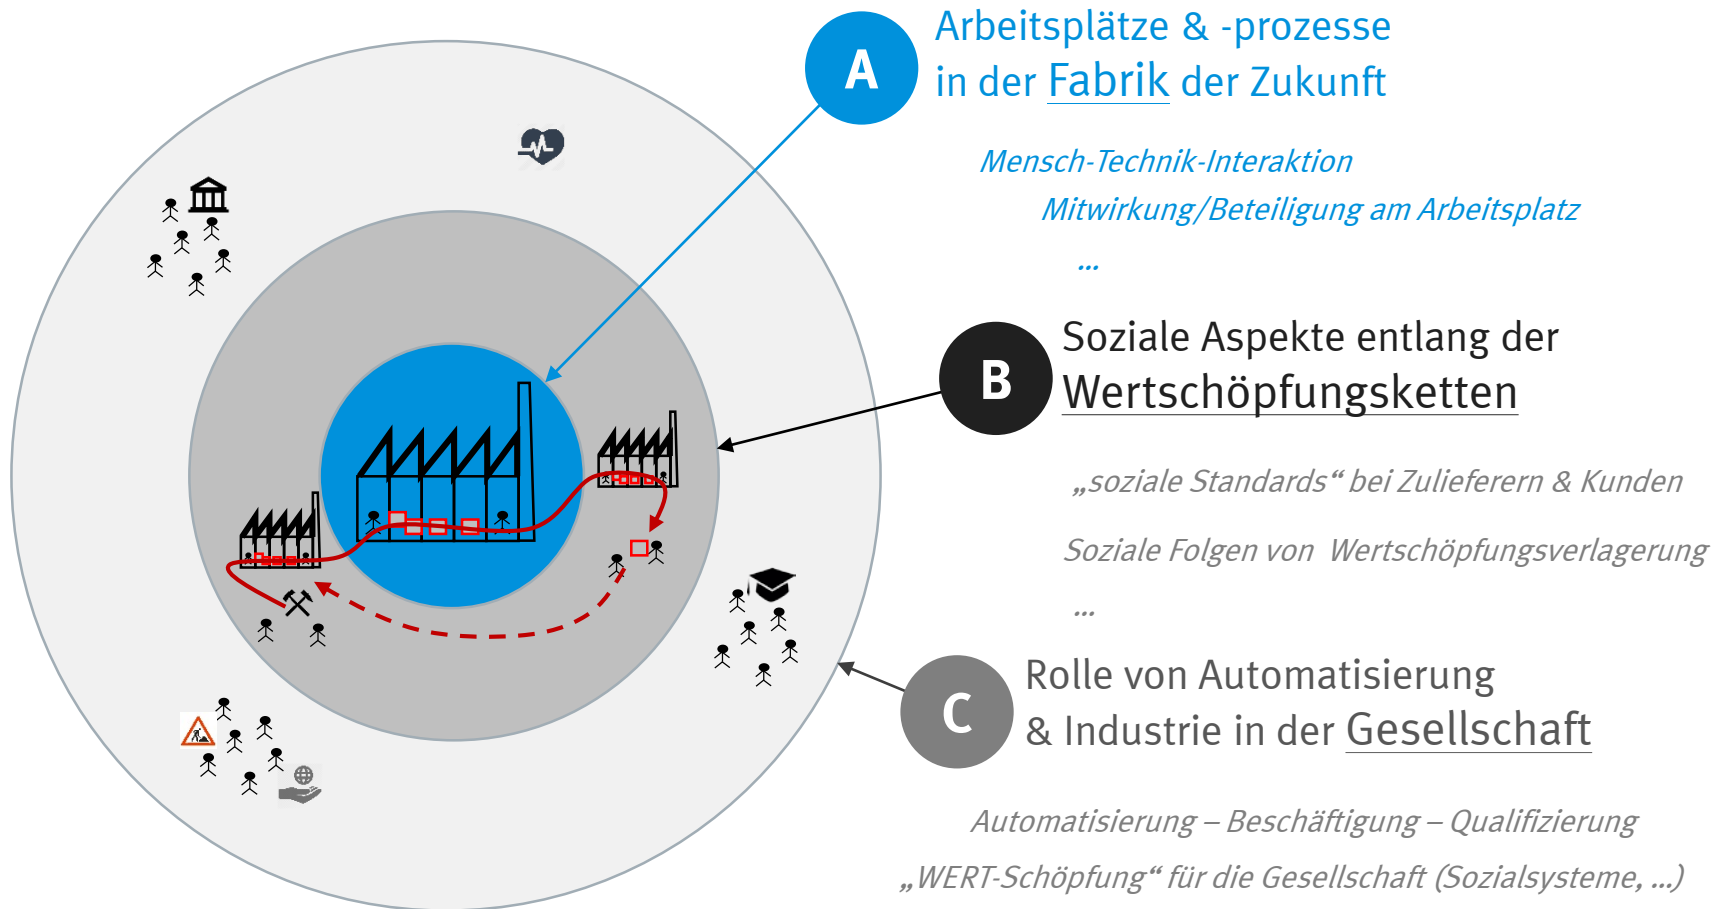 A
Arbeitsplätze & -prozesse
in der Fabrik der Zukunft
Mensch-Technik-Interaktion
Mitwirkung/Beteiligung am Arbeitsplatz
...
B
Soziale Aspekte entlang der
Wertschöpfungsketten
„soziale Standards“ bei Zulieferern & Kunden
Soziale Folgen von Wertschöpfungsverlagerung
...
C
Rolle von Automatisierung
& Industrie in der Gesellschaft
Automatisierung – Beschäftigung – Qualifizierung
„WERT-Schöpfung“ für die Gesellschaft (Sozialsysteme, ...)